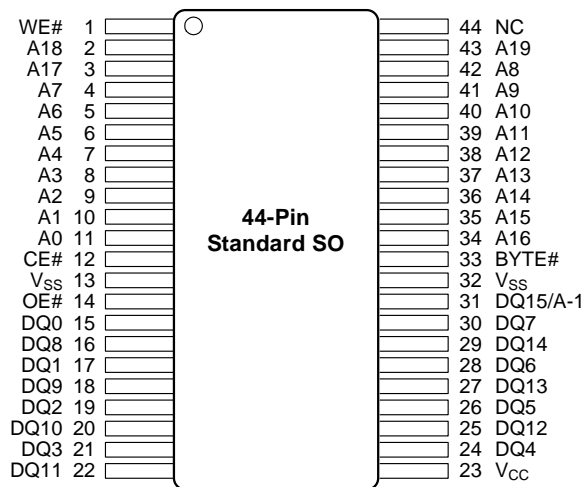 WE# 1 44 NC
A18 2 43 A19
A17 3 42 A8
A7 4 41 A9
A6 5 40 A10
A5 6 39 A11
A4 7 38 A12
A3 8 37 A13
A2 9 36 A14
A1 10 35 A15
A0 11 34 A16
CE# 12 33 BYTE#
VSS 13 32 VSS
OE# 14 31 DQ15/A-1
DQ0 15 30 DQ7
DQ8 16 29 DQ14
DQ1 17 28 DQ6
DQ9 18 27 DQ13
DQ2 19 26 DQ5
DQ10 20 25 DQ12
DQ3 21 24 DQ4
DQ11 22 23 VCC
44-Pin
Standard SO